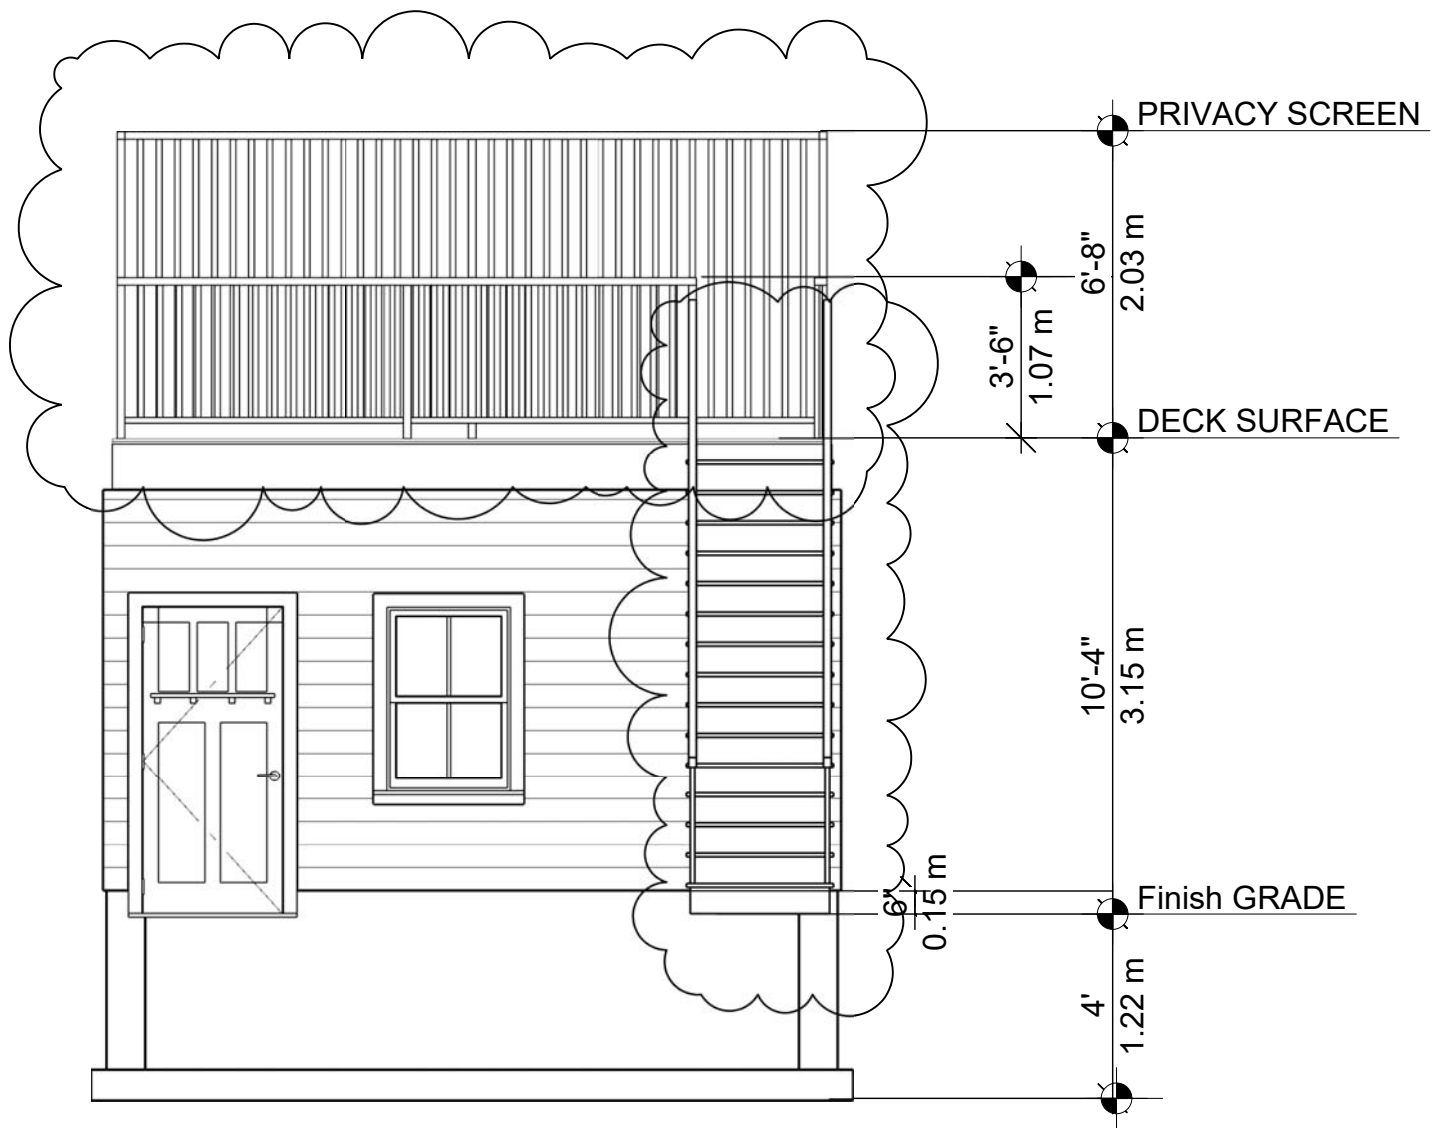 PRIVACY SCREEN
6'-8"
2.03 m
3'-6"
1.07 m
DECK SURFACE
10'-4"
3.15 m
6"
0.15 m
Finish GRADE
4'
1.22 m